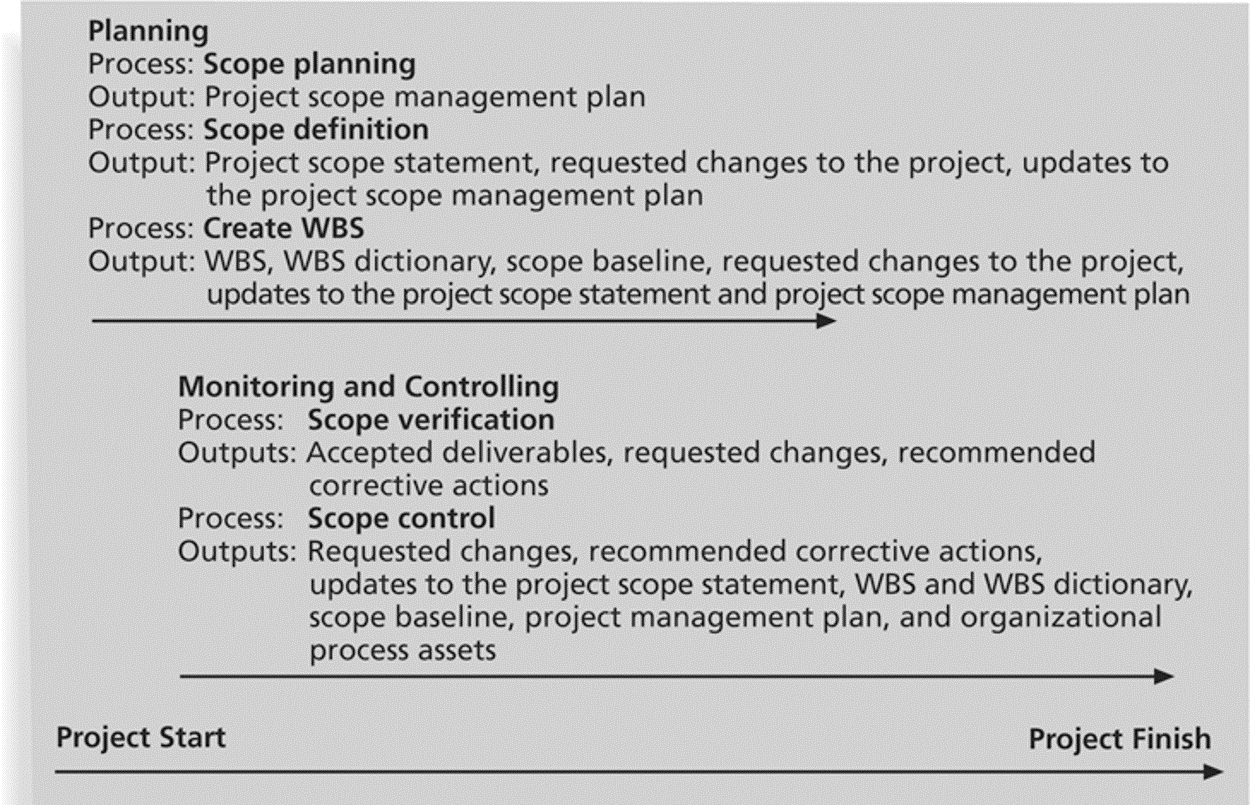 Planning
Process: Scope planning
Output: Project scope management plan
Process: Scope definition
Output: Project scope statement, requested changes to the project, updates to
the project scope management plan
Process: Create WBS
Output: WBS, WBS dictionary, scope baseline, requested changes to the project,
updates to the project scope statement and project scope management plan
Monitoring and Controlling
Process: Scope verification
Outputs: Accepted deliverables, requested changes, recommended
corrective actions
Process: Scope control
Outputs: Requested changes, recommended corrective actions,
updates to the project scope statement, WBS and WBS dictionary,
scope baseline, project management plan, and organizational
process assets
Project Start
Project Finish